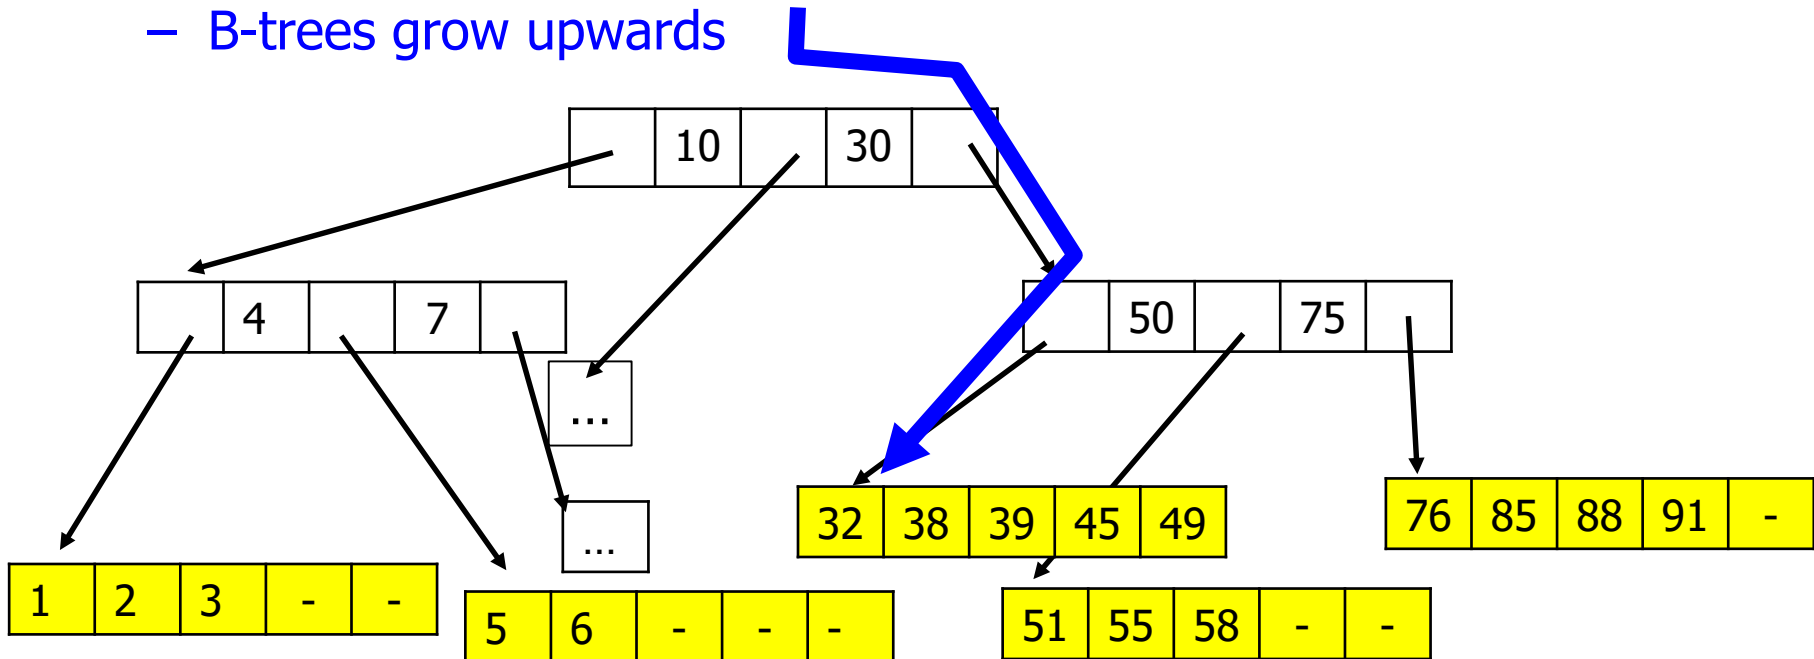 – B-trees grow upwards
10 30
4 7 50 75
...
32 38 39 45 49 76 85 88 91 -
...
1 2 3 - - 5 6 - - - 51 55 58 - -